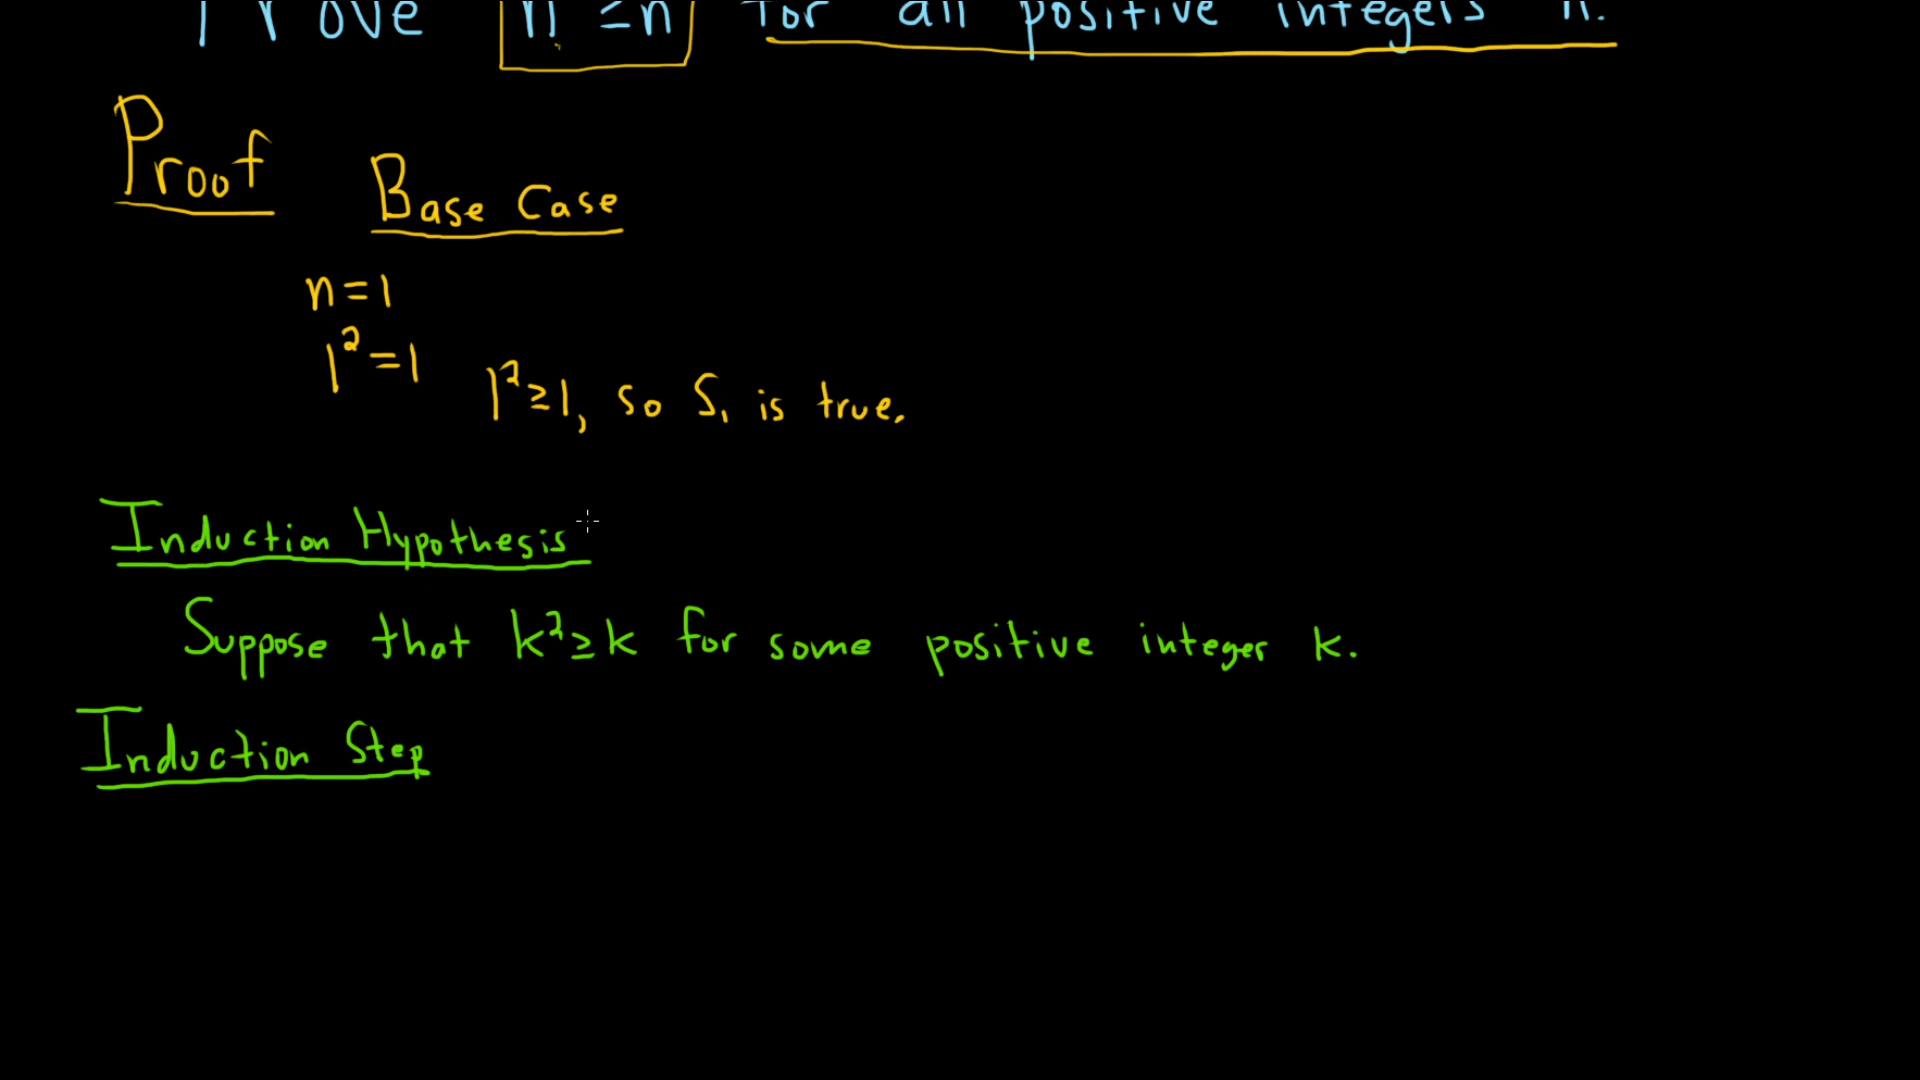 Prove n² ≥ n for all positive integers n.
Proof Base Case
n = 1
1² = 1
1² ≥ 1, so S₁ is true.
Induction Hypothesis
Suppose that k² ≥ k for some positive integer k.
Induction Step